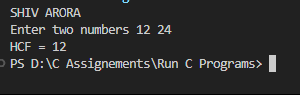 SHIV ARORA
Enter two numbers 12 24
HCF = 12
PS D:\C Assignements\Run C Programs>